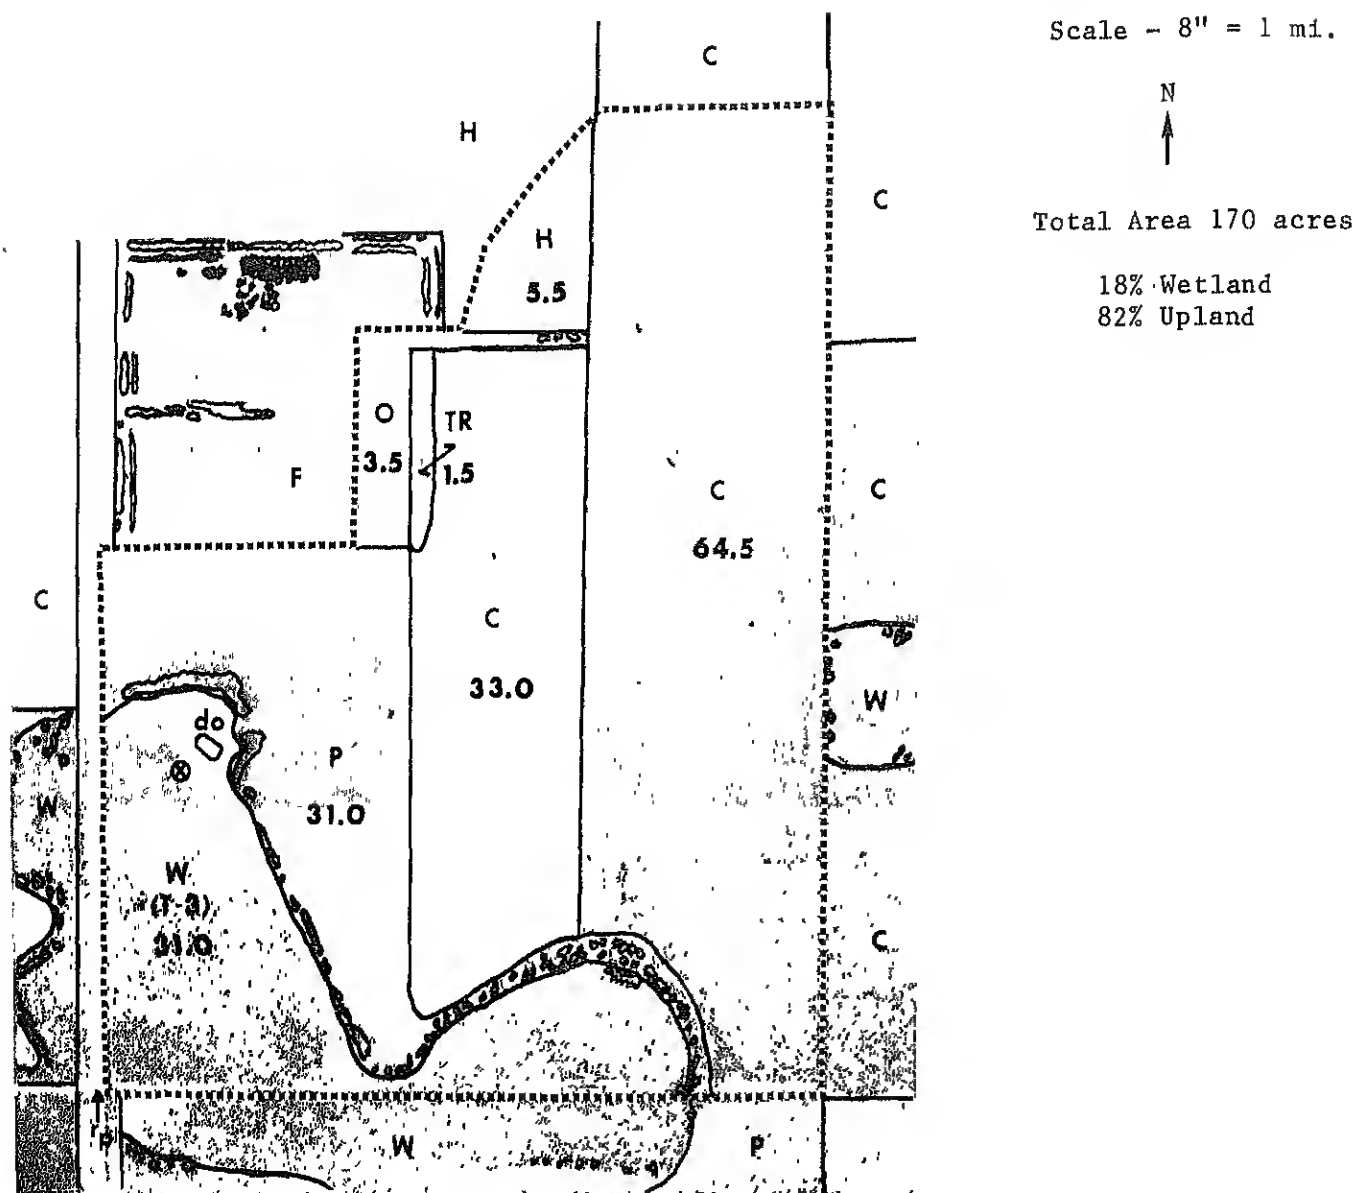 Scale - 8" = 1 mi.
N
Total Area 170 acres
18% Wetland
82% Upland
C
H
C
H
5.5
O
TR
3.5
1.5
F
C
C
64.5
C
C
33.0
W
do
P
W
31.0
W
(T-3)
31.0
C
rp
W
P